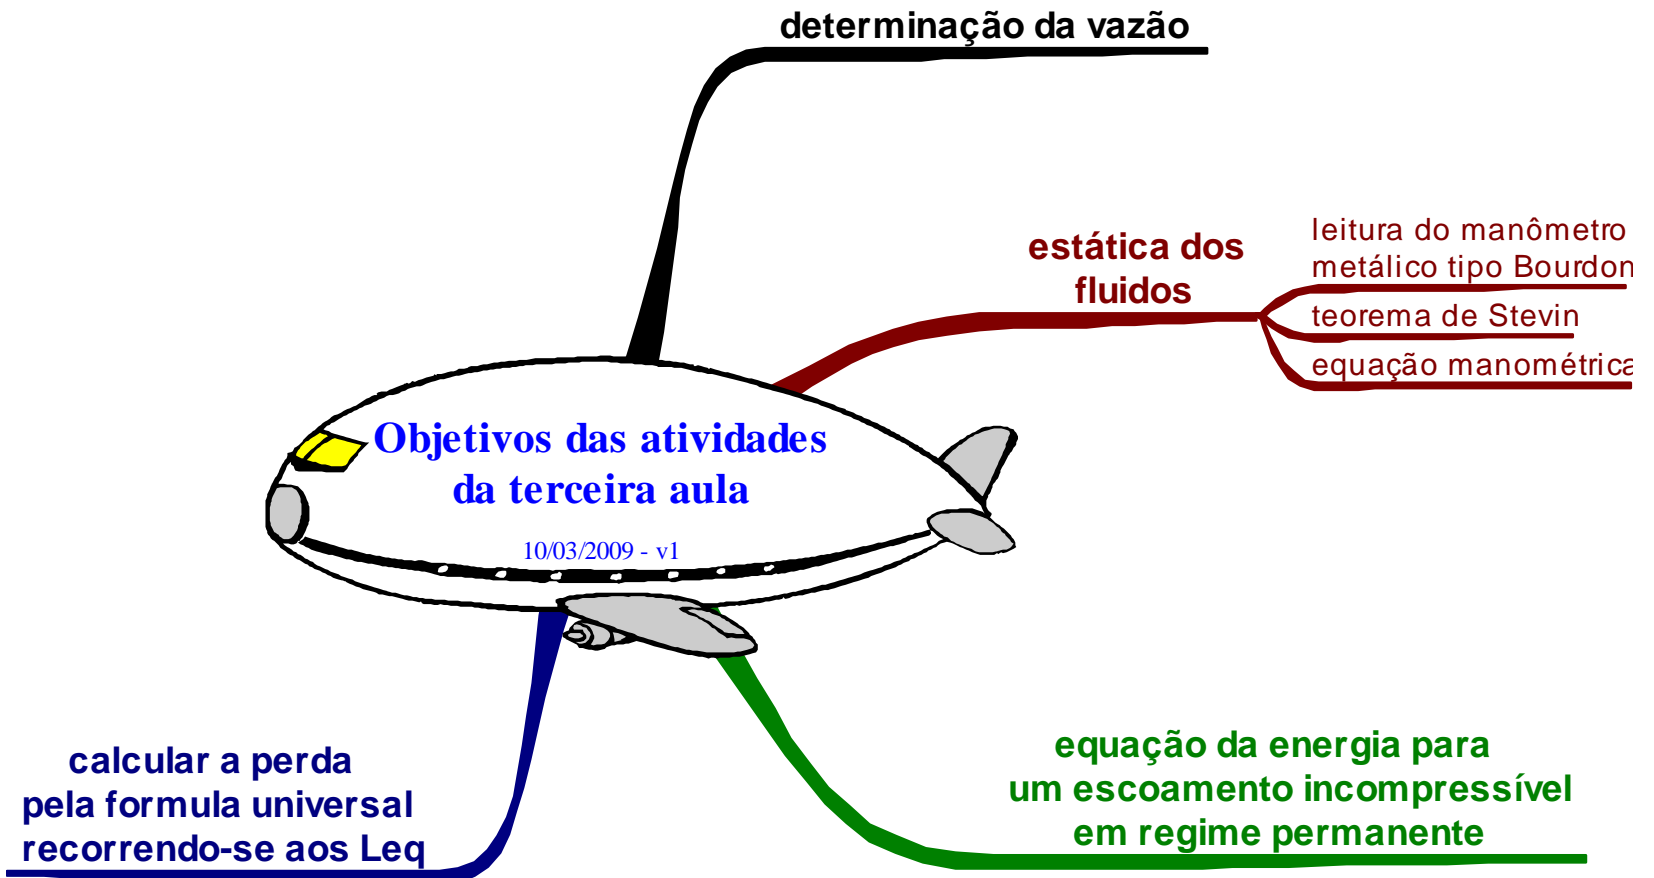 determinação da vazão
estática dos
fluidos
leitura do manômetro
metálico tipo Bourdon
teorema de Stevin
equação manométrica
Objetivos das atividades
da terceira aula
10/03/2009 - v1
calcular a perda
pela formula universal
recorrendo-se aos Leq
equação da energia para
um escoamento incompressível
em regime permanente